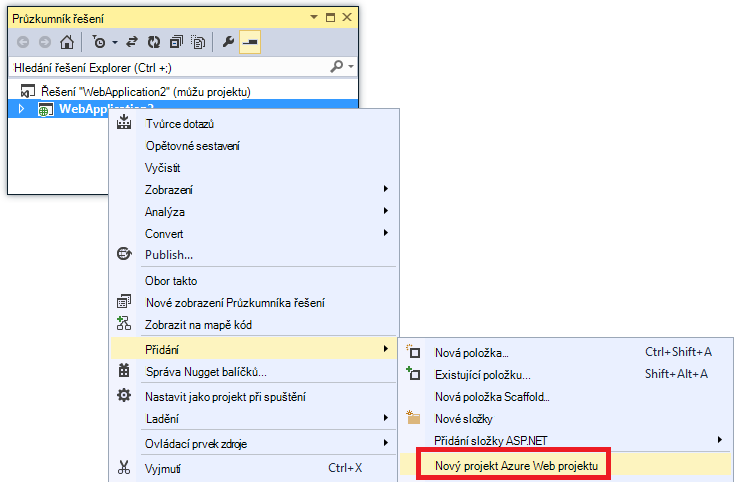 Průzkumník řešení
Hledání řešení Explorer (Ctrl +;)
Řešení "WebApplication2" (můžu projektu)
WebApplication2
Tvůrce dotazů
Opětovné sestavení
Vyčistit
Zobrazení
Analýza
Convert
Publish...
Obor takto
Nové zobrazení Průzkumníka řešení
Zobrazit na mapě kód
Přidání
Správa Nugget balíčků...
Nastavit jako projekt při spuštění
Ladění
Ovládací prvek zdroje
Vyjmutí Ctrl+X
Nová položka... Ctrl+Shift+A
Existující položku... Shift+Alt+A
Nová položka Scaffold...
Nové složky
Přidání složky ASP.NET
Nový projekt Azure Web projektu